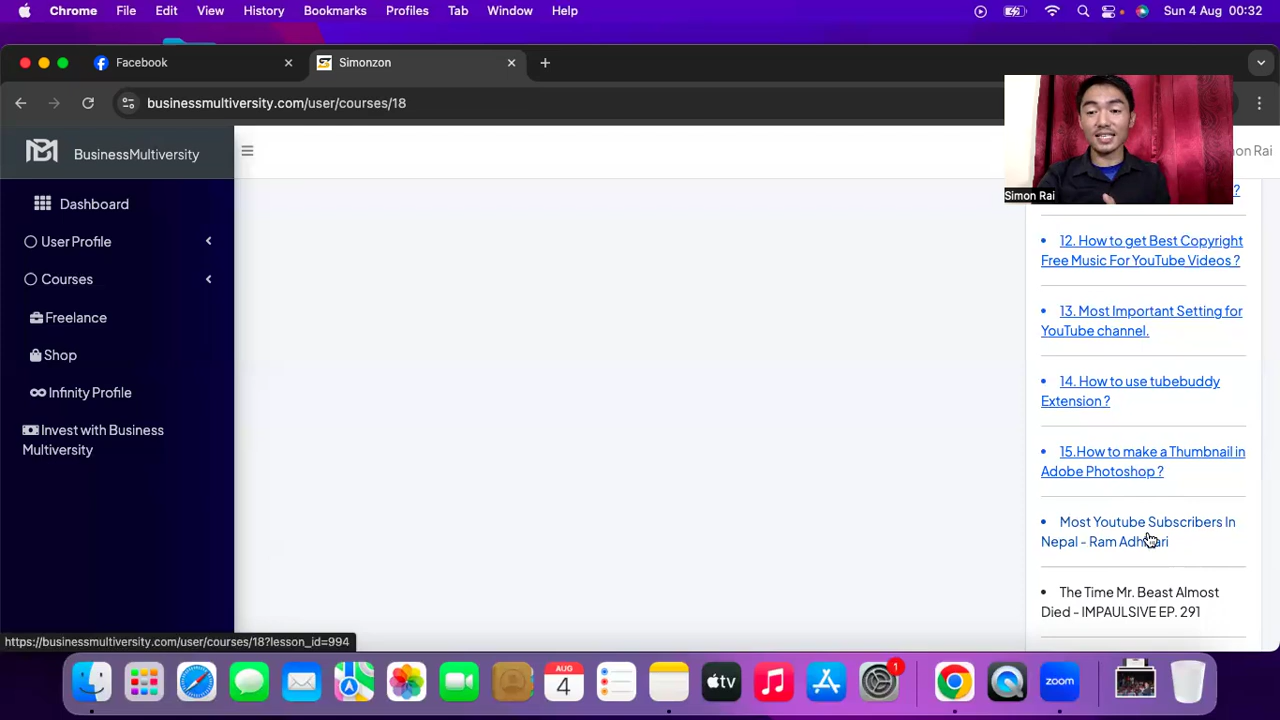 Chrome File Edit View History Bookmarks Profiles Tab Window Help Sun 4 Aug 00:32
Facebook Simonzon
businessmultiversity.com/user/courses/18
BusinessMultiversity
on Rai
Simon Rai
Dashboard
User Profile
Courses
Freelance
Shop
Infinity Profile
Invest with Business
Multiversity
?
12. How to get Best Copyright
Free Music For YouTube Videos ?
13. Most Important Setting for
YouTube channel.
14. How to use tubebuddy
Extension ?
15.How to make a Thumbnail in
Adobe Photoshop ?
Most Youtube Subscribers In
Nepal - Ram Adhikari
The Time Mr. Beast Almost
Died - IMPAULSIVE EP. 291
https://businessmultiversity.com/user/courses/18?lesson_id=994
AUG
4
tv
1
zoom